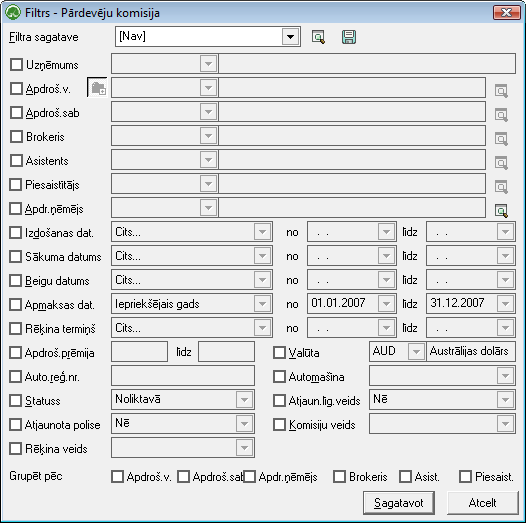 Filtrs - Pārdevēju komisija
Filtra sagatave [Nav]
Uzņēmums
Apdroš.v.
Apdroš.sab
Brokeris
Asistents
Piesaistītājs
Apdr.ņēmējs
Izdošanas dat. Cits... no . . līdz . .
Sākuma datums Cits... no . . līdz . .
Beigu datums Cits... no . . līdz . .
Apmaksas dat. Iepriekšējais gads no 01.01.2007 līdz 31.12.2007
Rēķina termiņš Cits... no . . līdz . .
Apdroš.prēmija līdz Valūta AUD Austrālijas dolārs
Auto.reģ.nr. Automašīna
Statuss Noliktavā Atjaun.līg.veids Nē
Atjaunota polise Nē Komisiju veids
Rēķina veids
Grupēt pēc Apdroš.v. Apdroš.sab Apdr.ņēmējs Brokeris Asist. Piesaist.
Sagatavot Atcelt